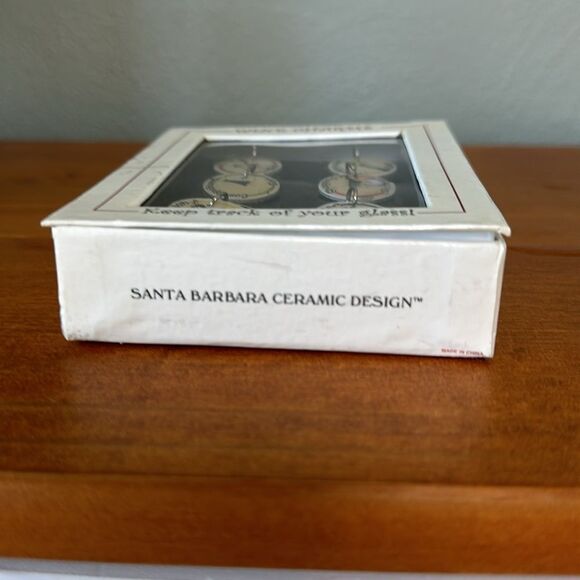 Keep track of your glass!
SANTA BARBARA CERAMIC DESIGN™
MADE IN CHINA